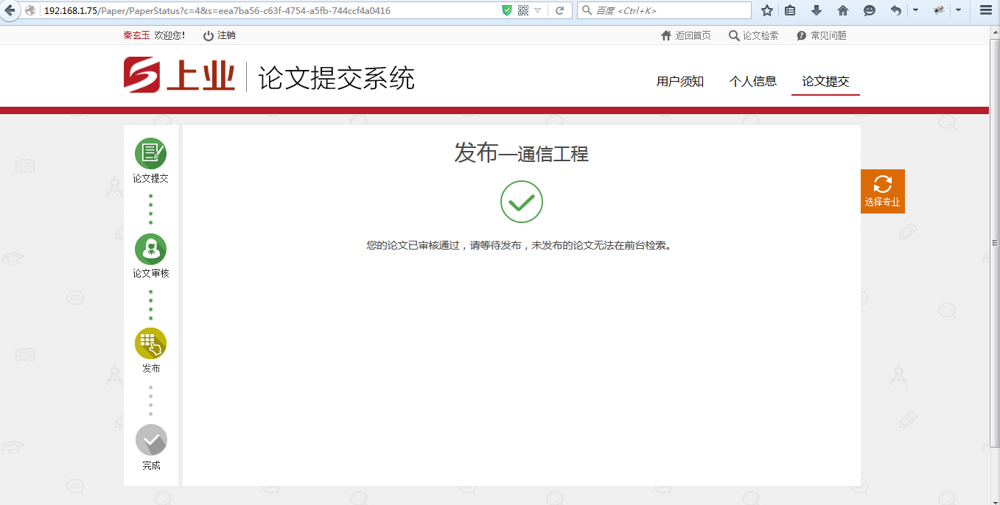 192.168.1.75/Paper/PaperStatus?c=4&s=eea7ba56-c63f-4754-a5fb-744ccf4a0416
百度 <Ctrl+K>
秦玄玉 欢迎您! 注销
返回首页 论文检索 常见问题
上业 论文提交系统
用户须知 个人信息 论文提交
发布—通信工程
论文提交
选择专业
您的论文已审核通过，请等待发布，未发布的论文无法在前台检索。
论文审核
发布
完成